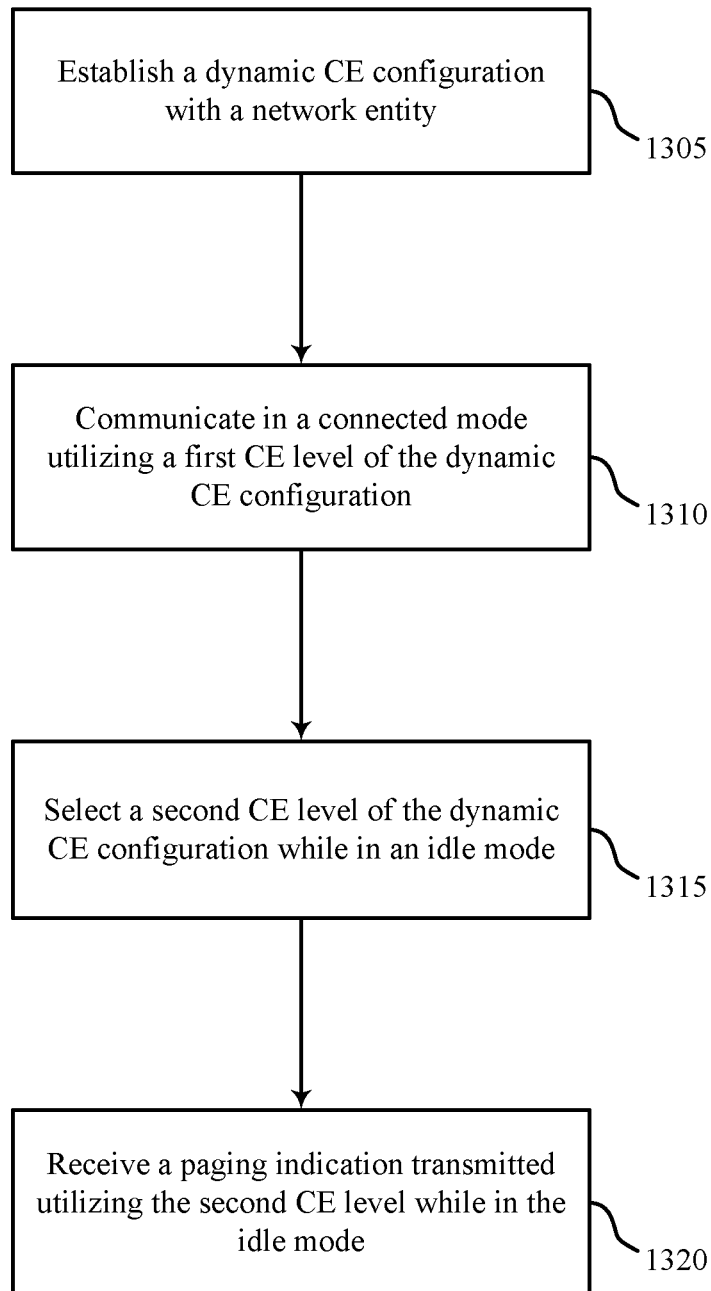 Establish a dynamic CE configuration
with a network entity
1305
Communicate in a connected mode
utilizing a first CE level of the dynamic
CE configuration
1310
Select a second CE level of the dynamic
CE configuration while in an idle mode
1315
Receive a paging indication transmitted
utilizing the second CE level while in the
idle mode
1320